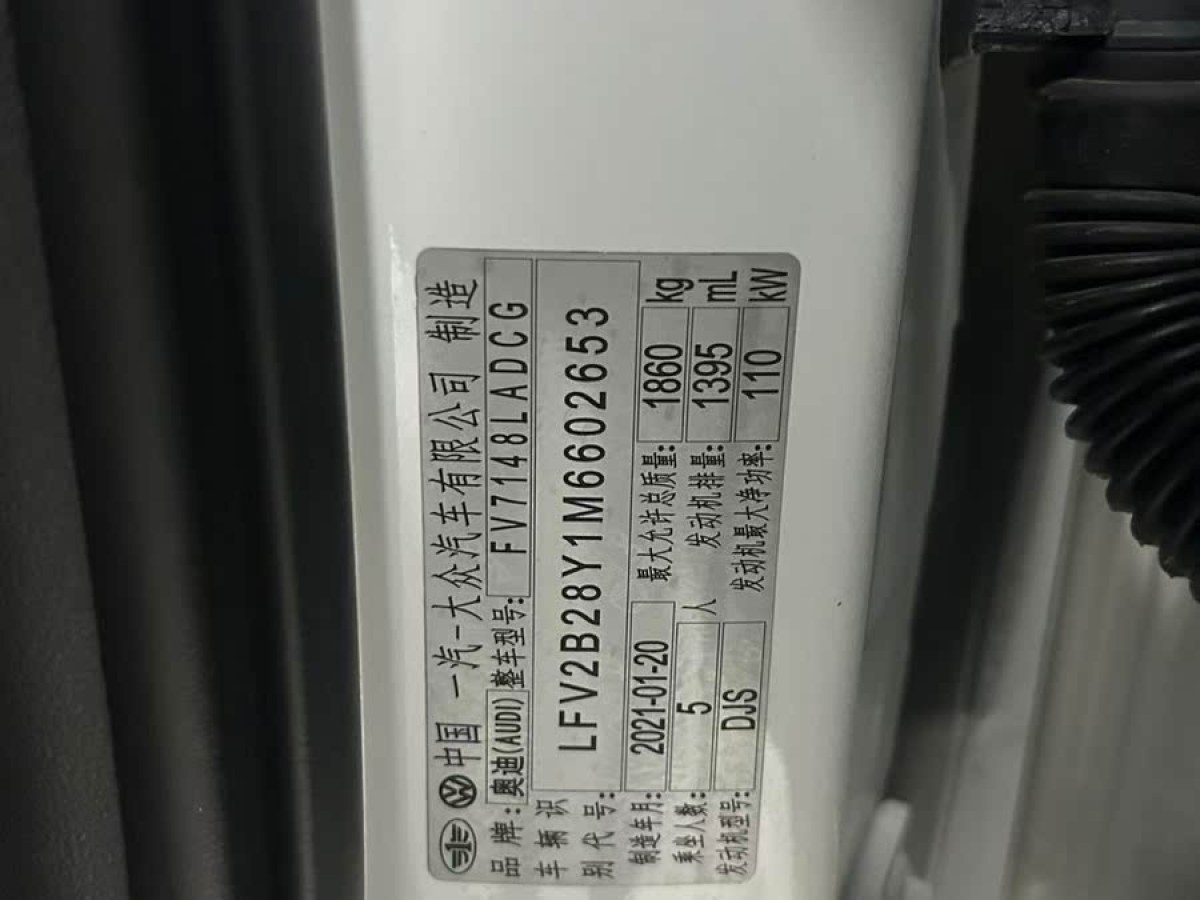 中国 一汽-大众汽车有限公司 制造
品牌: 奥迪(AUDI) 整车型号: FV7148LADCG
车辆识别代号: LFV2B28Y1M6602653
制造年月: 2021-01-20 最大允许总质量: 1860 kg
乘坐人数: 5 人 发动机排量: 1395 mL
发动机型号: DJS 发动机最大净功率: 110 kW